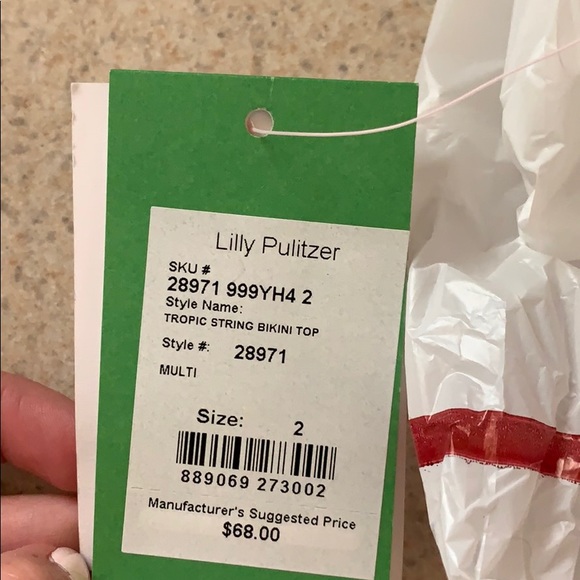 Lilly Pulitzer
SKU #
28971 999YH4 2
Style Name:
TROPIC STRING BIKINI TOP
Style #: 28971
MULTI
Size: 2
889069 273002
Manufacturer's Suggested Price
$68.00